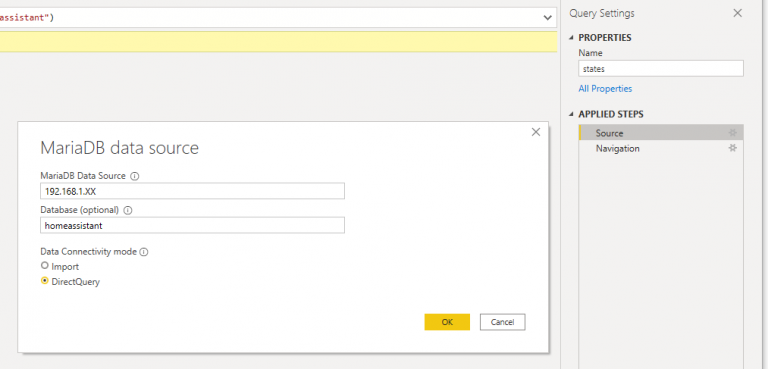 assistant")
Query Settings
PROPERTIES
Name
states
All Properties
APPLIED STEPS
Source
Navigation
MariaDB data source
MariaDB Data Source
192.168.1.XX
Database (optional)
homeassistant
Data Connectivity mode
Import
DirectQuery
OK
Cancel